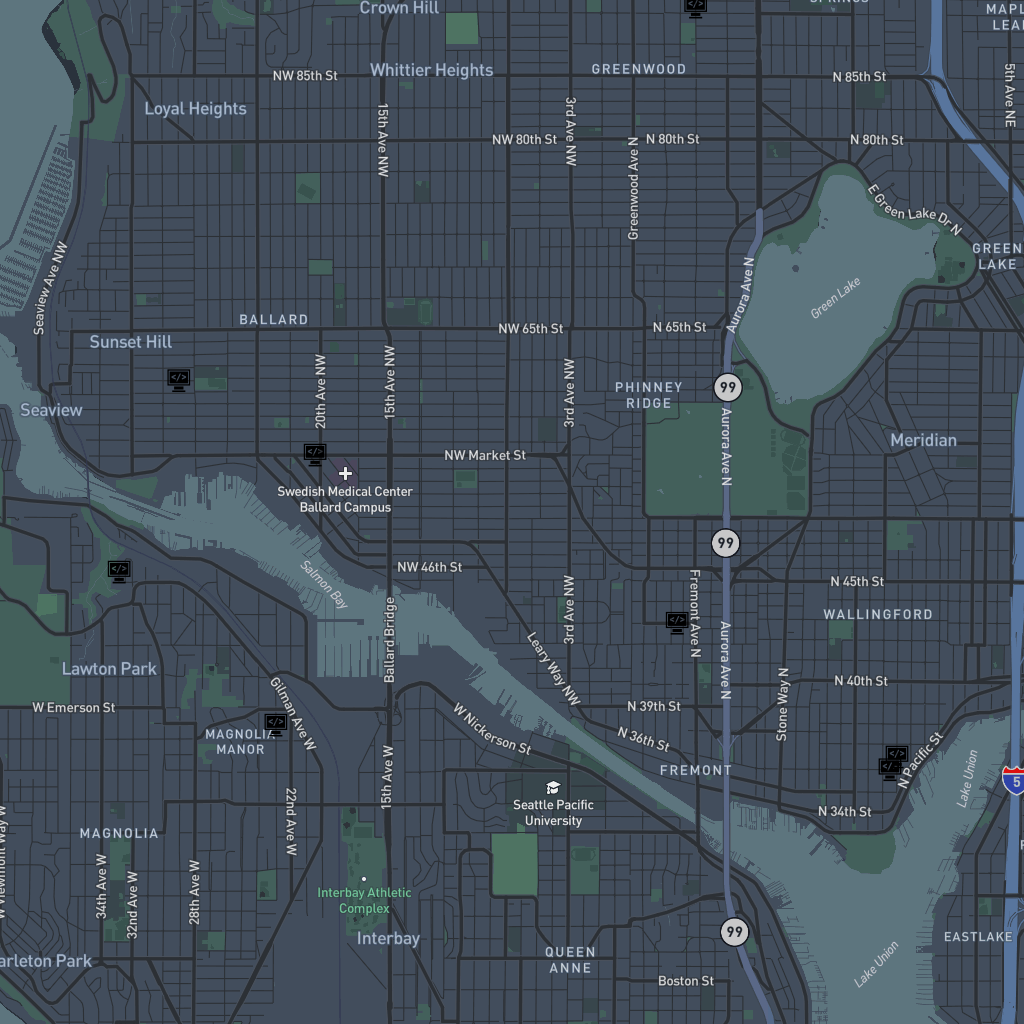 Crown Hill
MAPL
LEA
Whittier Heights
GREENWOOD
NW 85th St
N 85th St
5th Ave NE
Loyal Heights
15th Ave NW
3rd Ave NW
NW 80th St
N 80th St
N 80th St
Greenwood Ave N
E Green Lake Dr N
GREEN
LAKE
Seaview Ave NW
Aurora Ave N
Green Lake
BALLARD
NW 65th St
N 65th St
Sunset Hill
20th Ave NW
15th Ave NW
3rd Ave NW
PHINNEY
RIDGE
99
Seaview
Aurora Ave N
Meridian
NW Market St
Swedish Medical Center
Ballard Campus
99
NW 46th St
Salmon Bay
Ballard Bridge
3rd Ave NW
Fremont Ave N
N 45th St
WALLINGFORD
Aurora Ave N
Leary Way NW
Lawton Park
Gilman Ave W
Stone Way N
N 40th St
W Emerson St
N 39th St
W Nickerson St
N 36th St
MAGNOLIA
MANOR
N Pacific St
15th Ave W
FREMONT
Lake Union
5
22nd Ave W
Seattle Pacific
University
N 34th St
MAGNOLIA
W Viewmont Way W
34th Ave W
32nd Ave W
28th Ave W
Interbay Athletic
Complex
99
Interbay
EASTLAKE
QUEEN
ANNE
arleton Park
Boston St
Lake Union